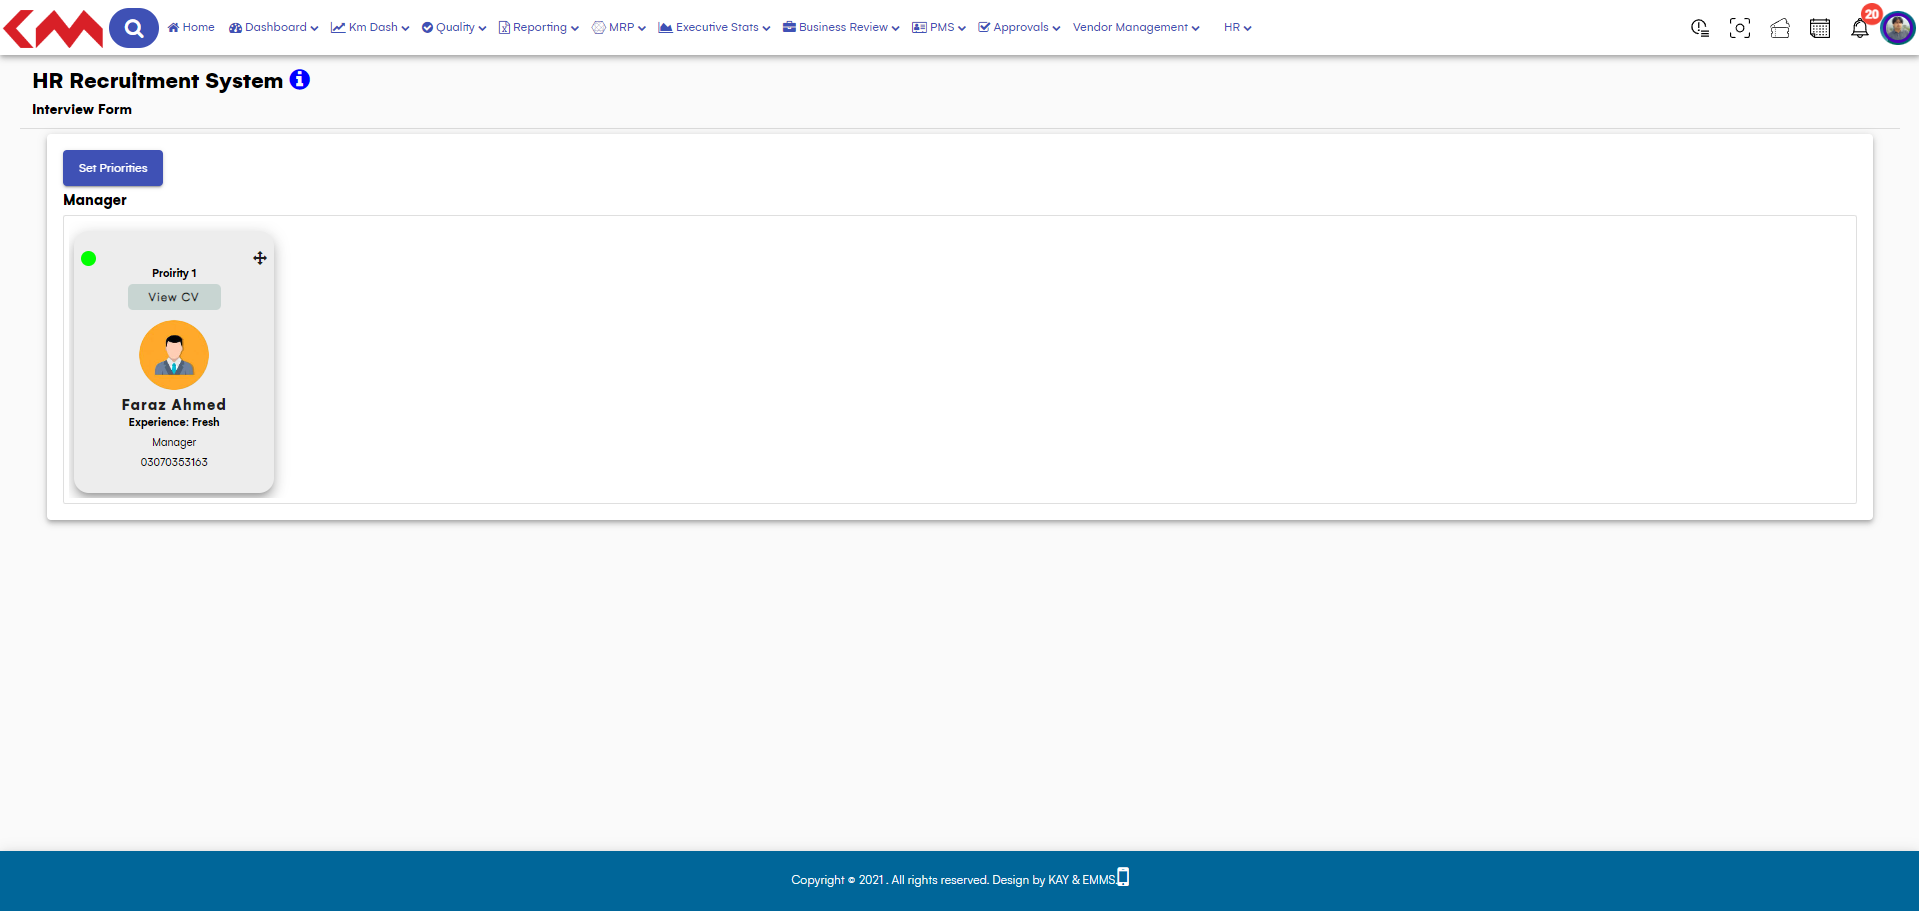 KM Home Dashboard Km Dash Quality Reporting MRP Executive Stats Business Review PMS Approvals Vendor Management HR 20
HR Recruitment System
Interview Form
Set Priorities
Manager
Proirity 1
View CV
Faraz Ahmed
Experience: Fresh
Manager
03070353163
Copyright © 2021 . All rights reserved. Design by KAY & EMMS.